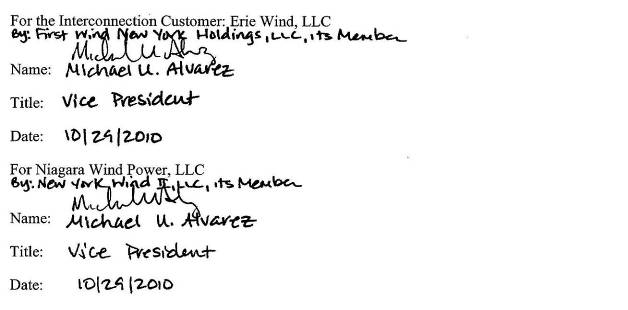 For the Interconnection Customer: Erie Wind, LLC
By: First Wind New York Holdings, LLC, its Member
Name: Michael U. Alvarez
Title: Vice President
Date: 10/29/2010
For Niagara Wind Power, LLC
By: New York Wind II, LLC, its Member
Name: Michael U. Alvarez
Title: Vice President
Date: 10/29/2010